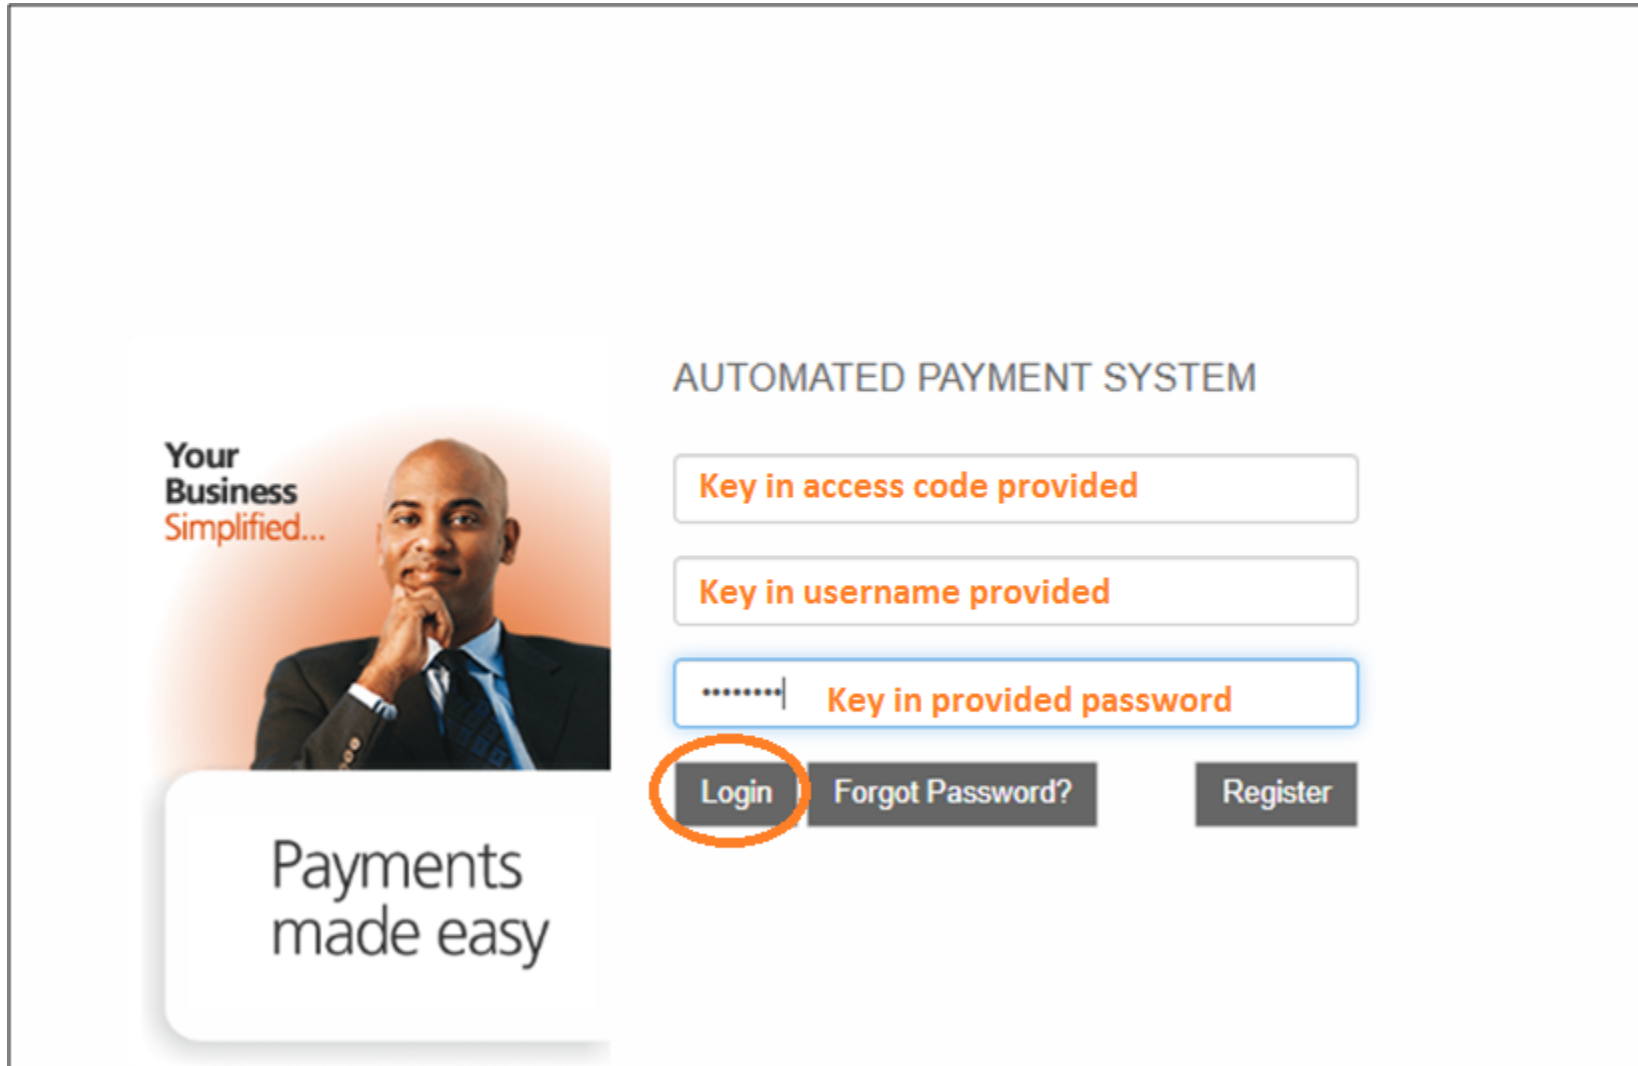 AUTOMATED PAYMENT SYSTEM
Your
Business
Simplified...
Key in access code provided
Key in username provided
•••••••• Key in provided password
Login Forgot Password? Register
Payments
made easy